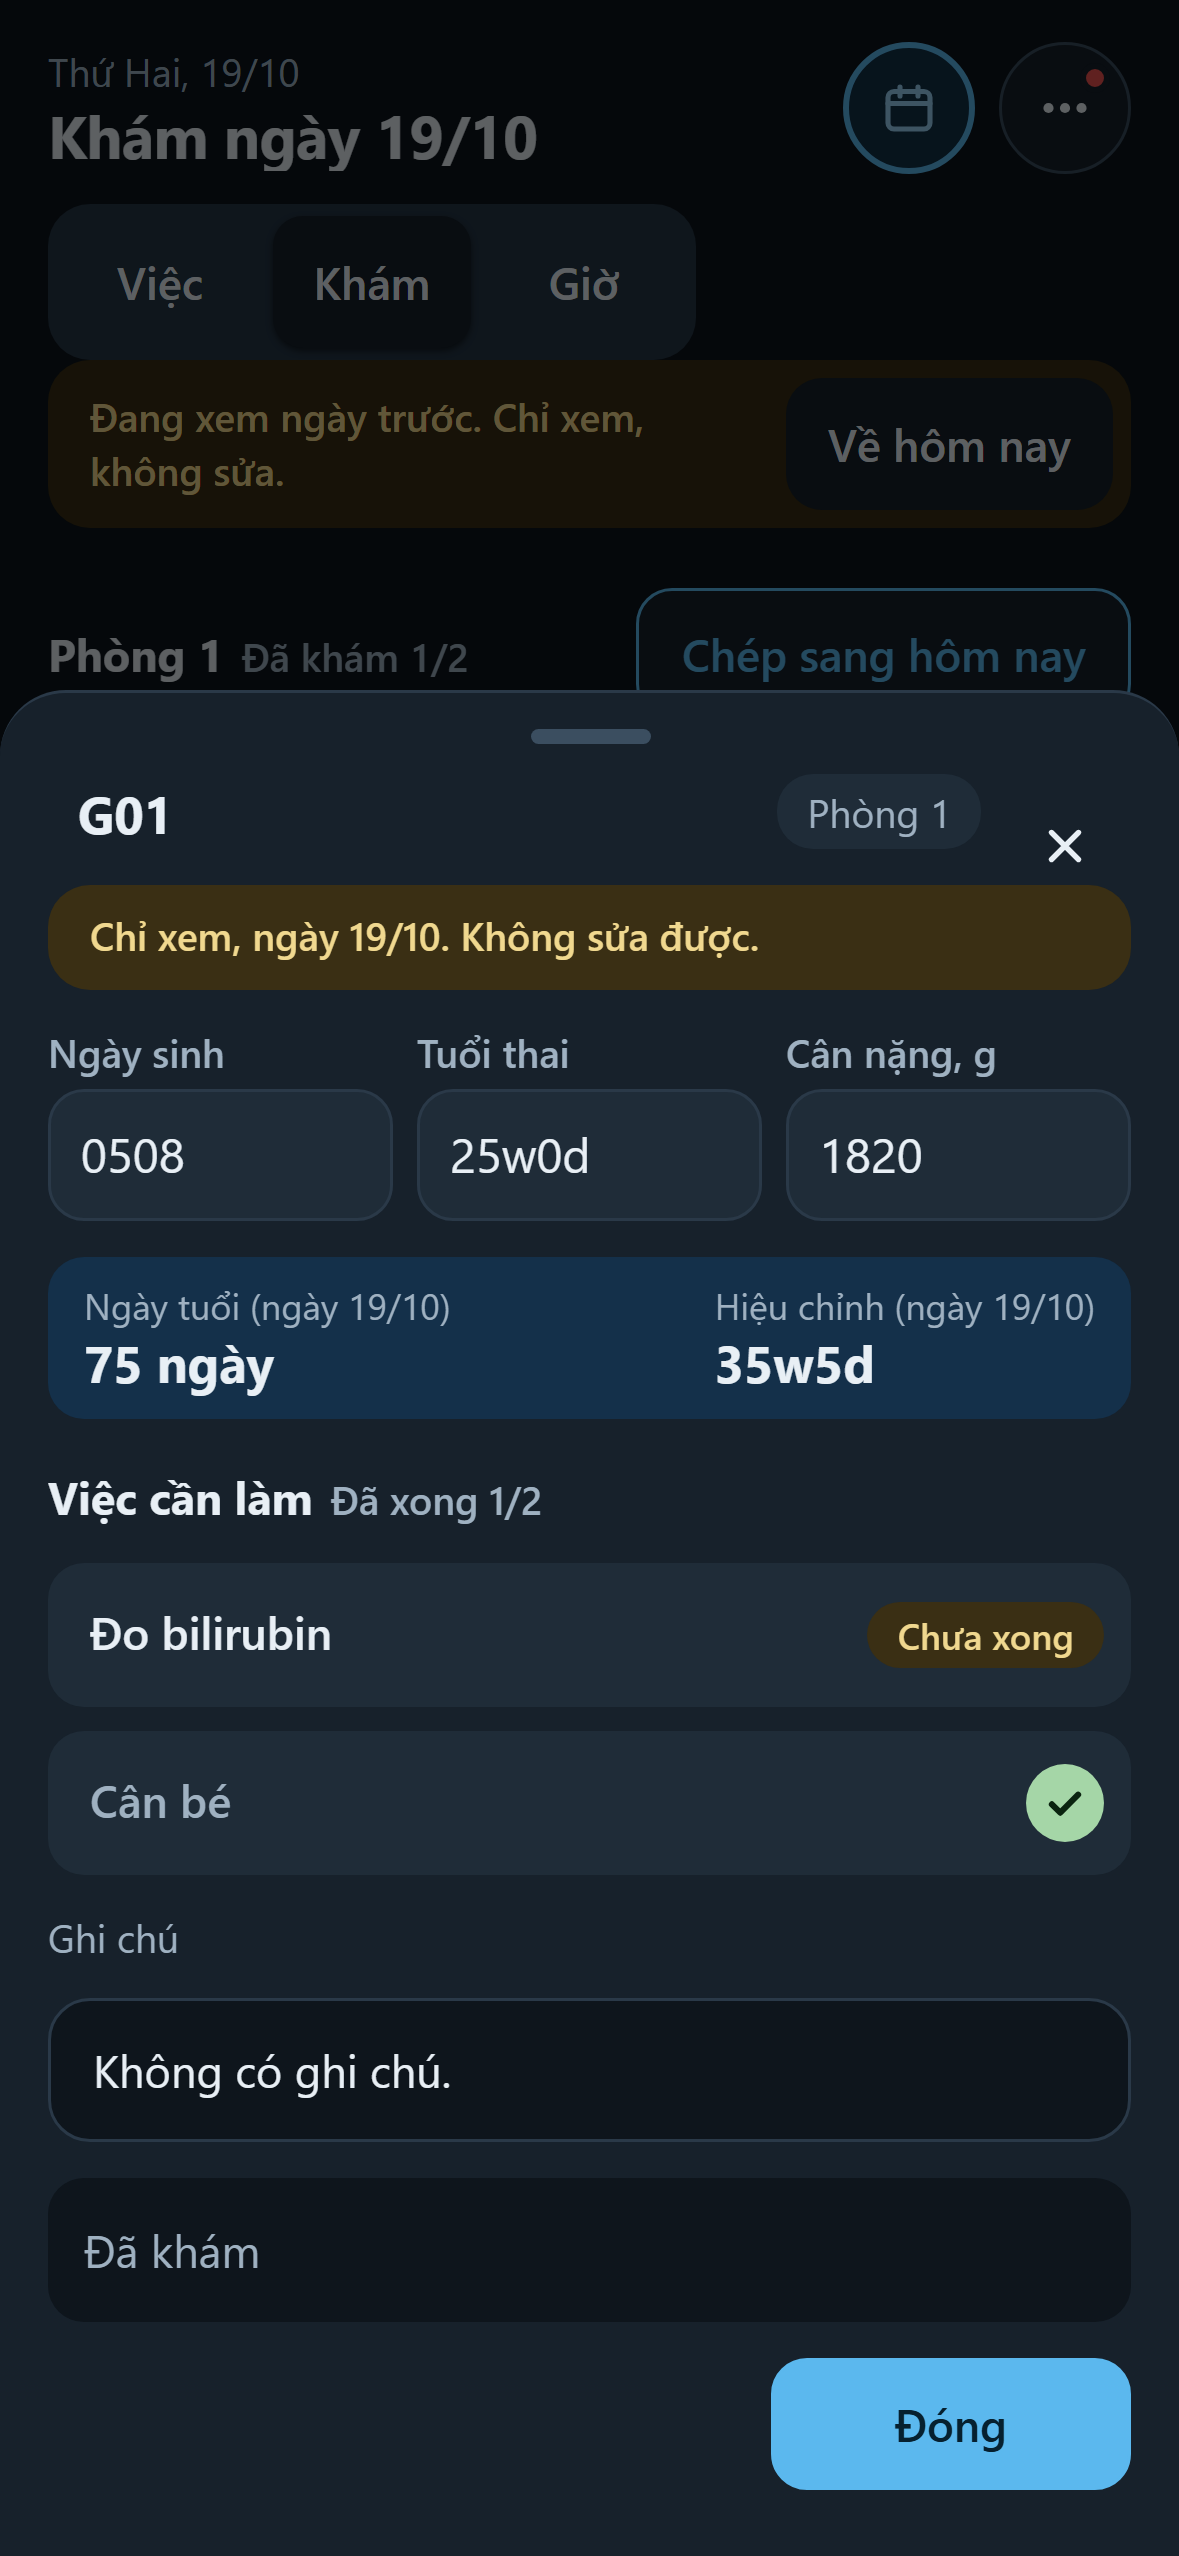 Thứ Hai, 19/10
Khám ngày 19/10
Việc
Khám
Giờ
Đang xem ngày trước. Chỉ xem,
không sửa.
Về hôm nay
Phòng 1 Đã khám 1/2
Chép sang hôm nay
G01
Phòng 1
Chỉ xem, ngày 19/10. Không sửa được.
Ngày sinh
Tuổi thai
Cân nặng, g
0508
25w0d
1820
Ngày tuổi (ngày 19/10)
75 ngày
Hiệu chỉnh (ngày 19/10)
35w5d
Việc cần làm Đã xong 1/2
Đo bilirubin
Chưa xong
Cân bé
Ghi chú
Không có ghi chú.
Đã khám
Đóng